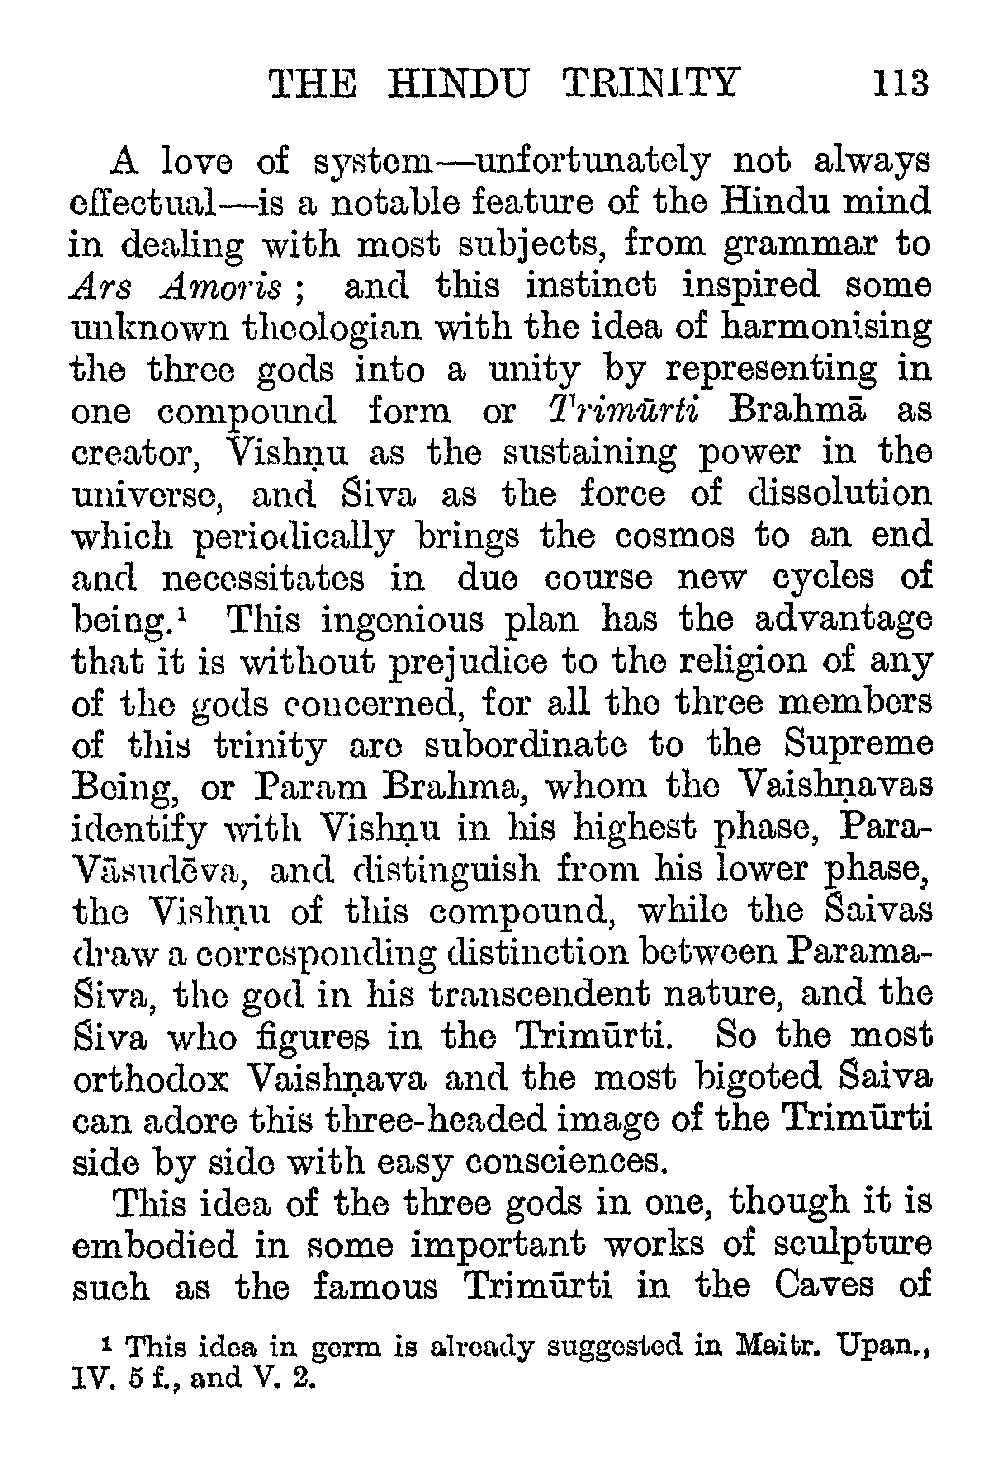 THE HINDU TRINITY 113
A love of system—unfortunately not always
effectual—is a notable feature of the Hindu mind
in dealing with most subjects, from grammar to
Ars Amoris ; and this instinct inspired some
unknown theologian with the idea of harmonising
the three gods into a unity by representing in
one compound form or Trimūrti Brahmā as
creator, Vishṇu as the sustaining power in the
universe, and Śiva as the force of dissolution
which periodically brings the cosmos to an end
and necessitates in due course new cycles of
being.¹ This ingenious plan has the advantage
that it is without prejudice to the religion of any
of the gods concerned, for all the three members
of this trinity are subordinate to the Supreme
Being, or Param Brahma, whom the Vaishṇavas
identify with Vishṇu in his highest phase, Para-
Vāsudēva, and distinguish from his lower phase,
the Vishṇu of this compound, while the Śaivas
draw a corresponding distinction between Parama-
Śiva, the god in his transcendent nature, and the
Śiva who figures in the Trimūrti. So the most
orthodox Vaishṇava and the most bigoted Śaiva
can adore this three-headed image of the Trimūrti
side by side with easy consciences.
This idea of the three gods in one, though it is
embodied in some important works of sculpture
such as the famous Trimūrti in the Caves of
¹ This idea in germ is already suggested in Maitr. Upan.,
IV. 5 f., and V. 2.